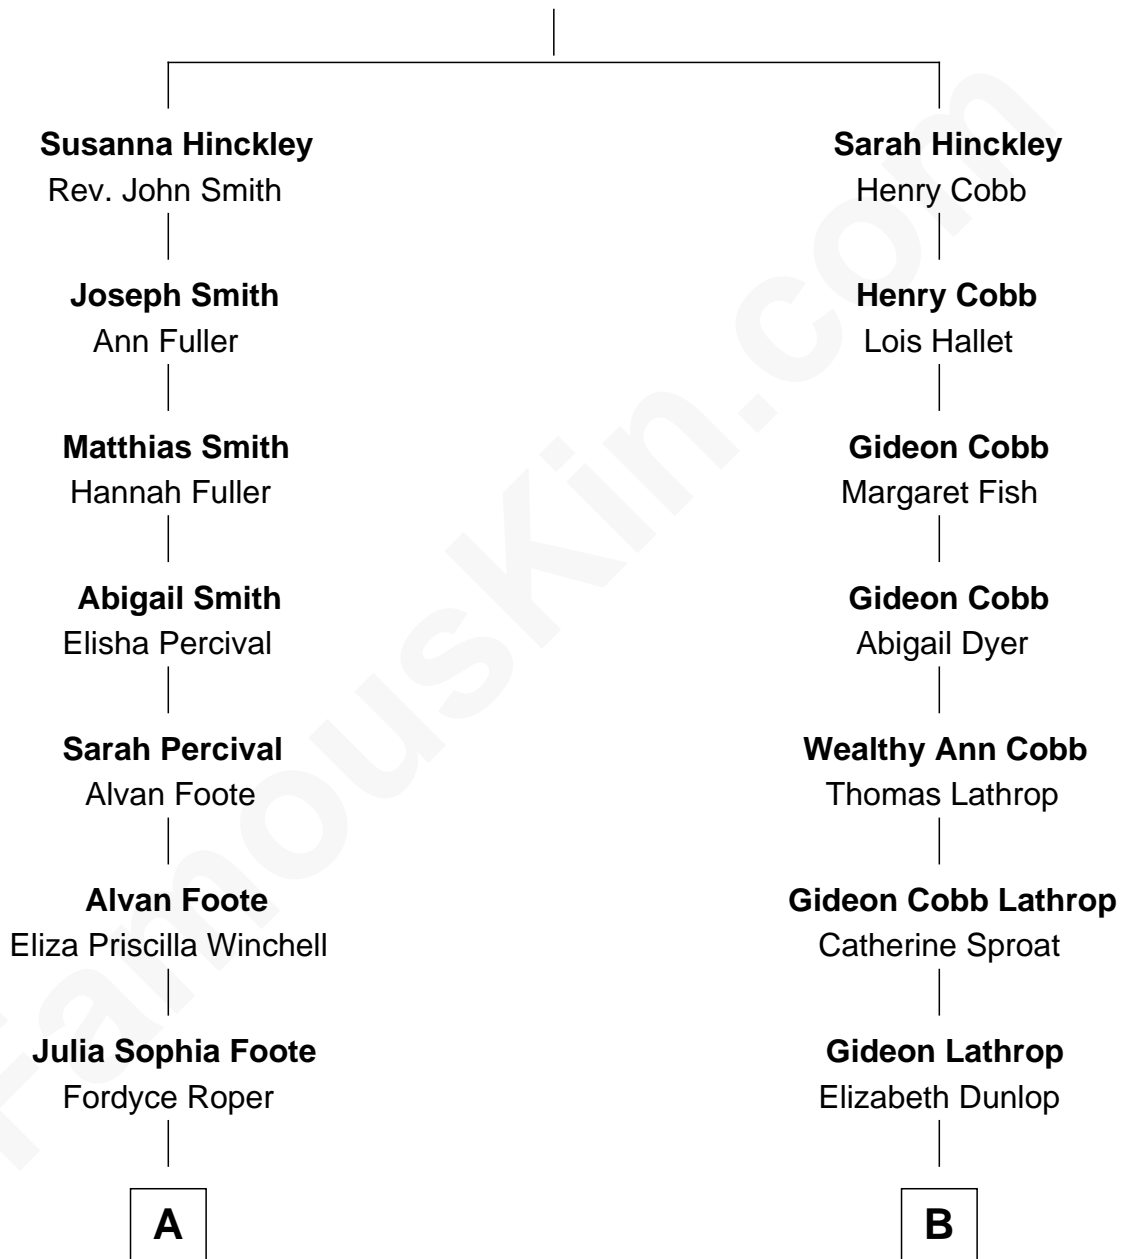 Susanna Hinckley
Rev. John Smith
Joseph Smith
Ann Fuller
Matthias Smith
Hannah Fuller
Abigail Smith
Elisha Percival
Sarah Percival
Alvan Foote
Alvan Foote
Eliza Priscilla Winchell
Julia Sophia Foote
Fordyce Roper
A
Sarah Hinckley
Henry Cobb
Henry Cobb
Lois Hallet
Gideon Cobb
Margaret Fish
Gideon Cobb
Abigail Dyer
Wealthy Ann Cobb
Thomas Lathrop
Gideon Cobb Lathrop
Catherine Sproat
Gideon Lathrop
Elizabeth Dunlop
B
FamousKin.com